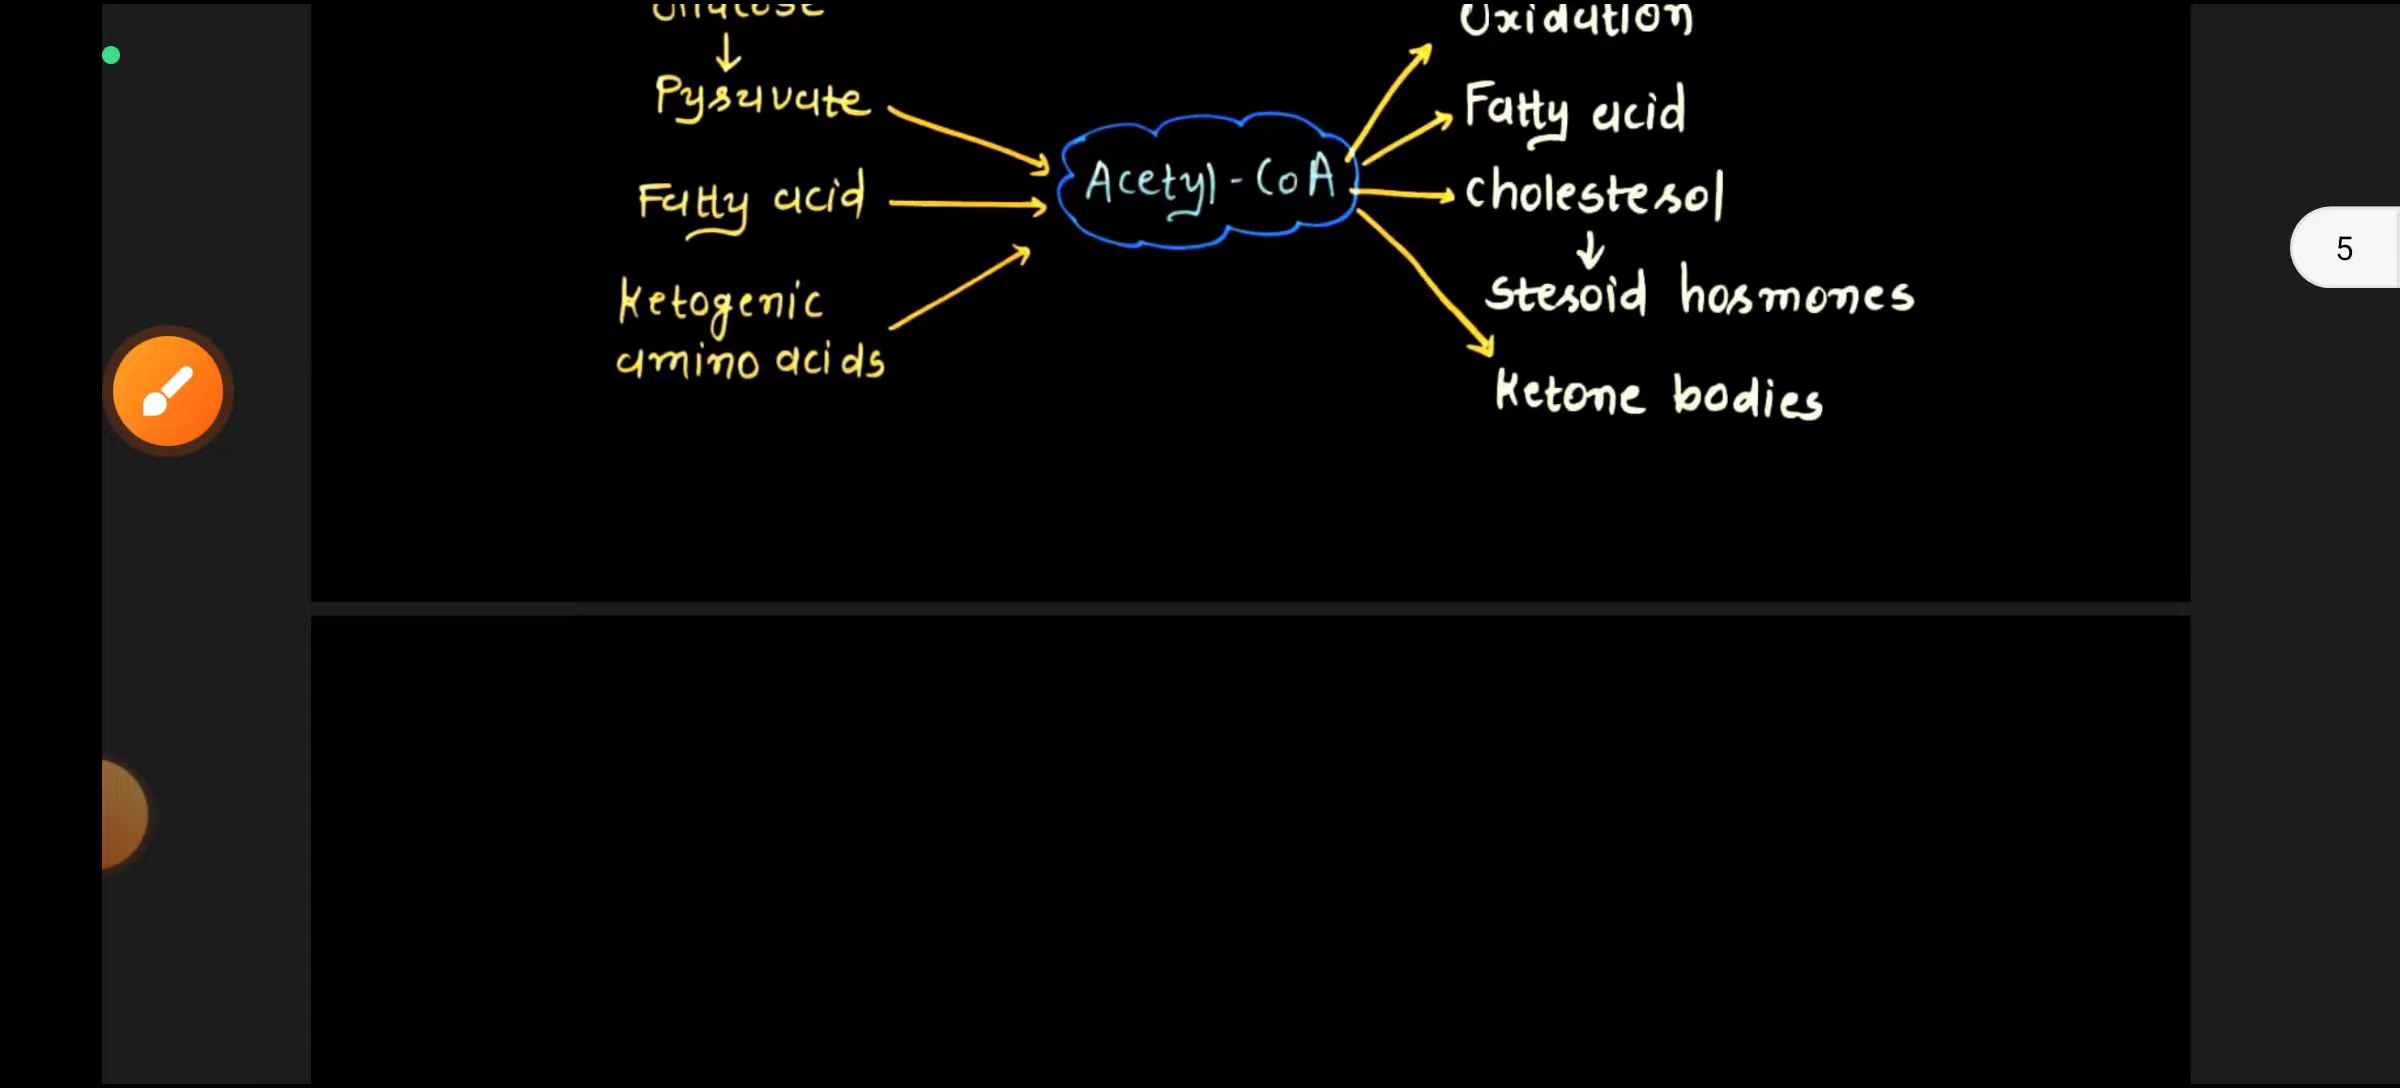 Oxidation
Pyruvate
Fatty acid
Acetyl-CoA
Fatty acid
cholesterol
Steroid hormones
Ketogenic
amino acids
Ketone bodies
5